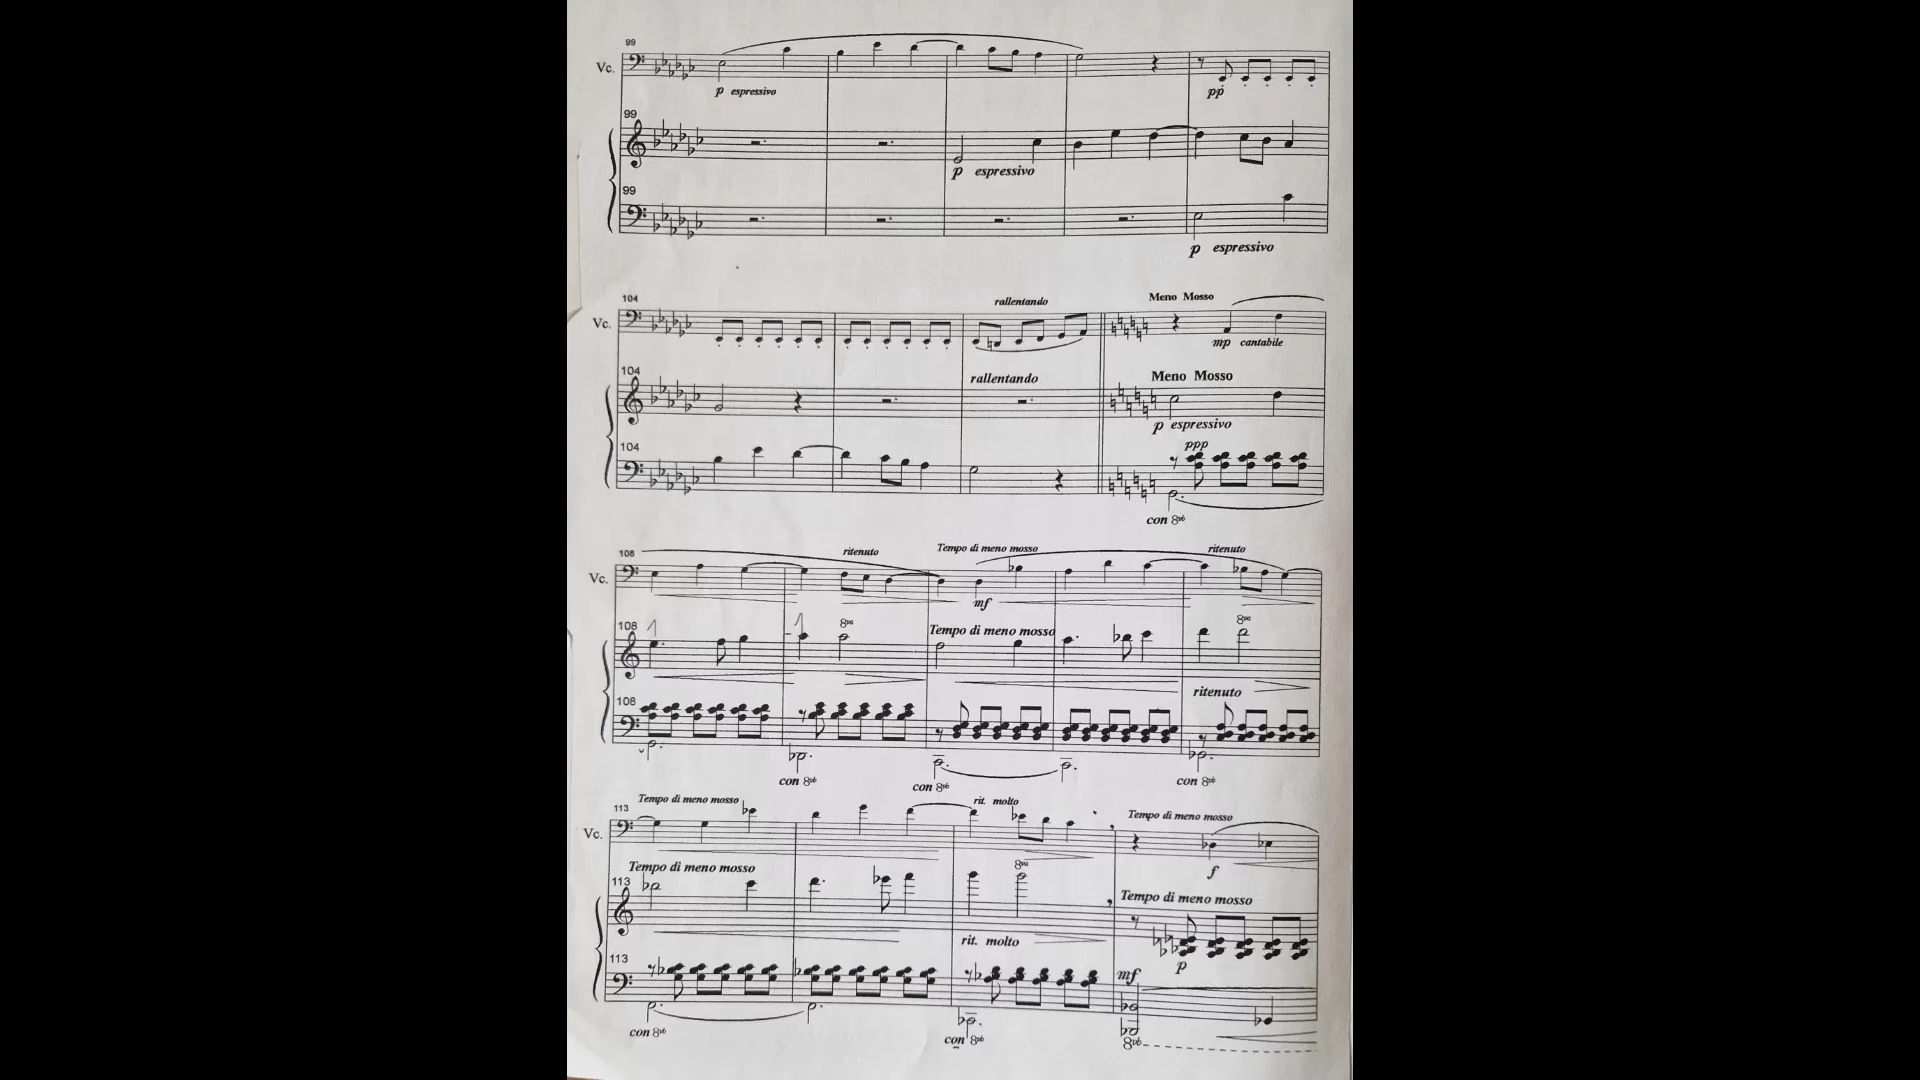 99
Vc.
p espressivo
pp
99
p espressivo
99
p espressivo
104
rallentando
Meno Mosso
Vc.
mp cantabile
104
rallentando
Meno Mosso
p espressivo
104
ppp
con 8vb
108
ritenuto
Tempo di meno mosso
ritenuto
Vc.
mf
108
8va
Tempo di meno mosso
8va
ritenuto
108
con 8vb
con 8vb
con 8vb
113
Tempo di meno mosso
rit. molto
Tempo di meno mosso
Vc.
f
113
Tempo di meno mosso
8va
Tempo di meno mosso
rit. molto
p
113
mf
con 8vb
con 8vb
8vb